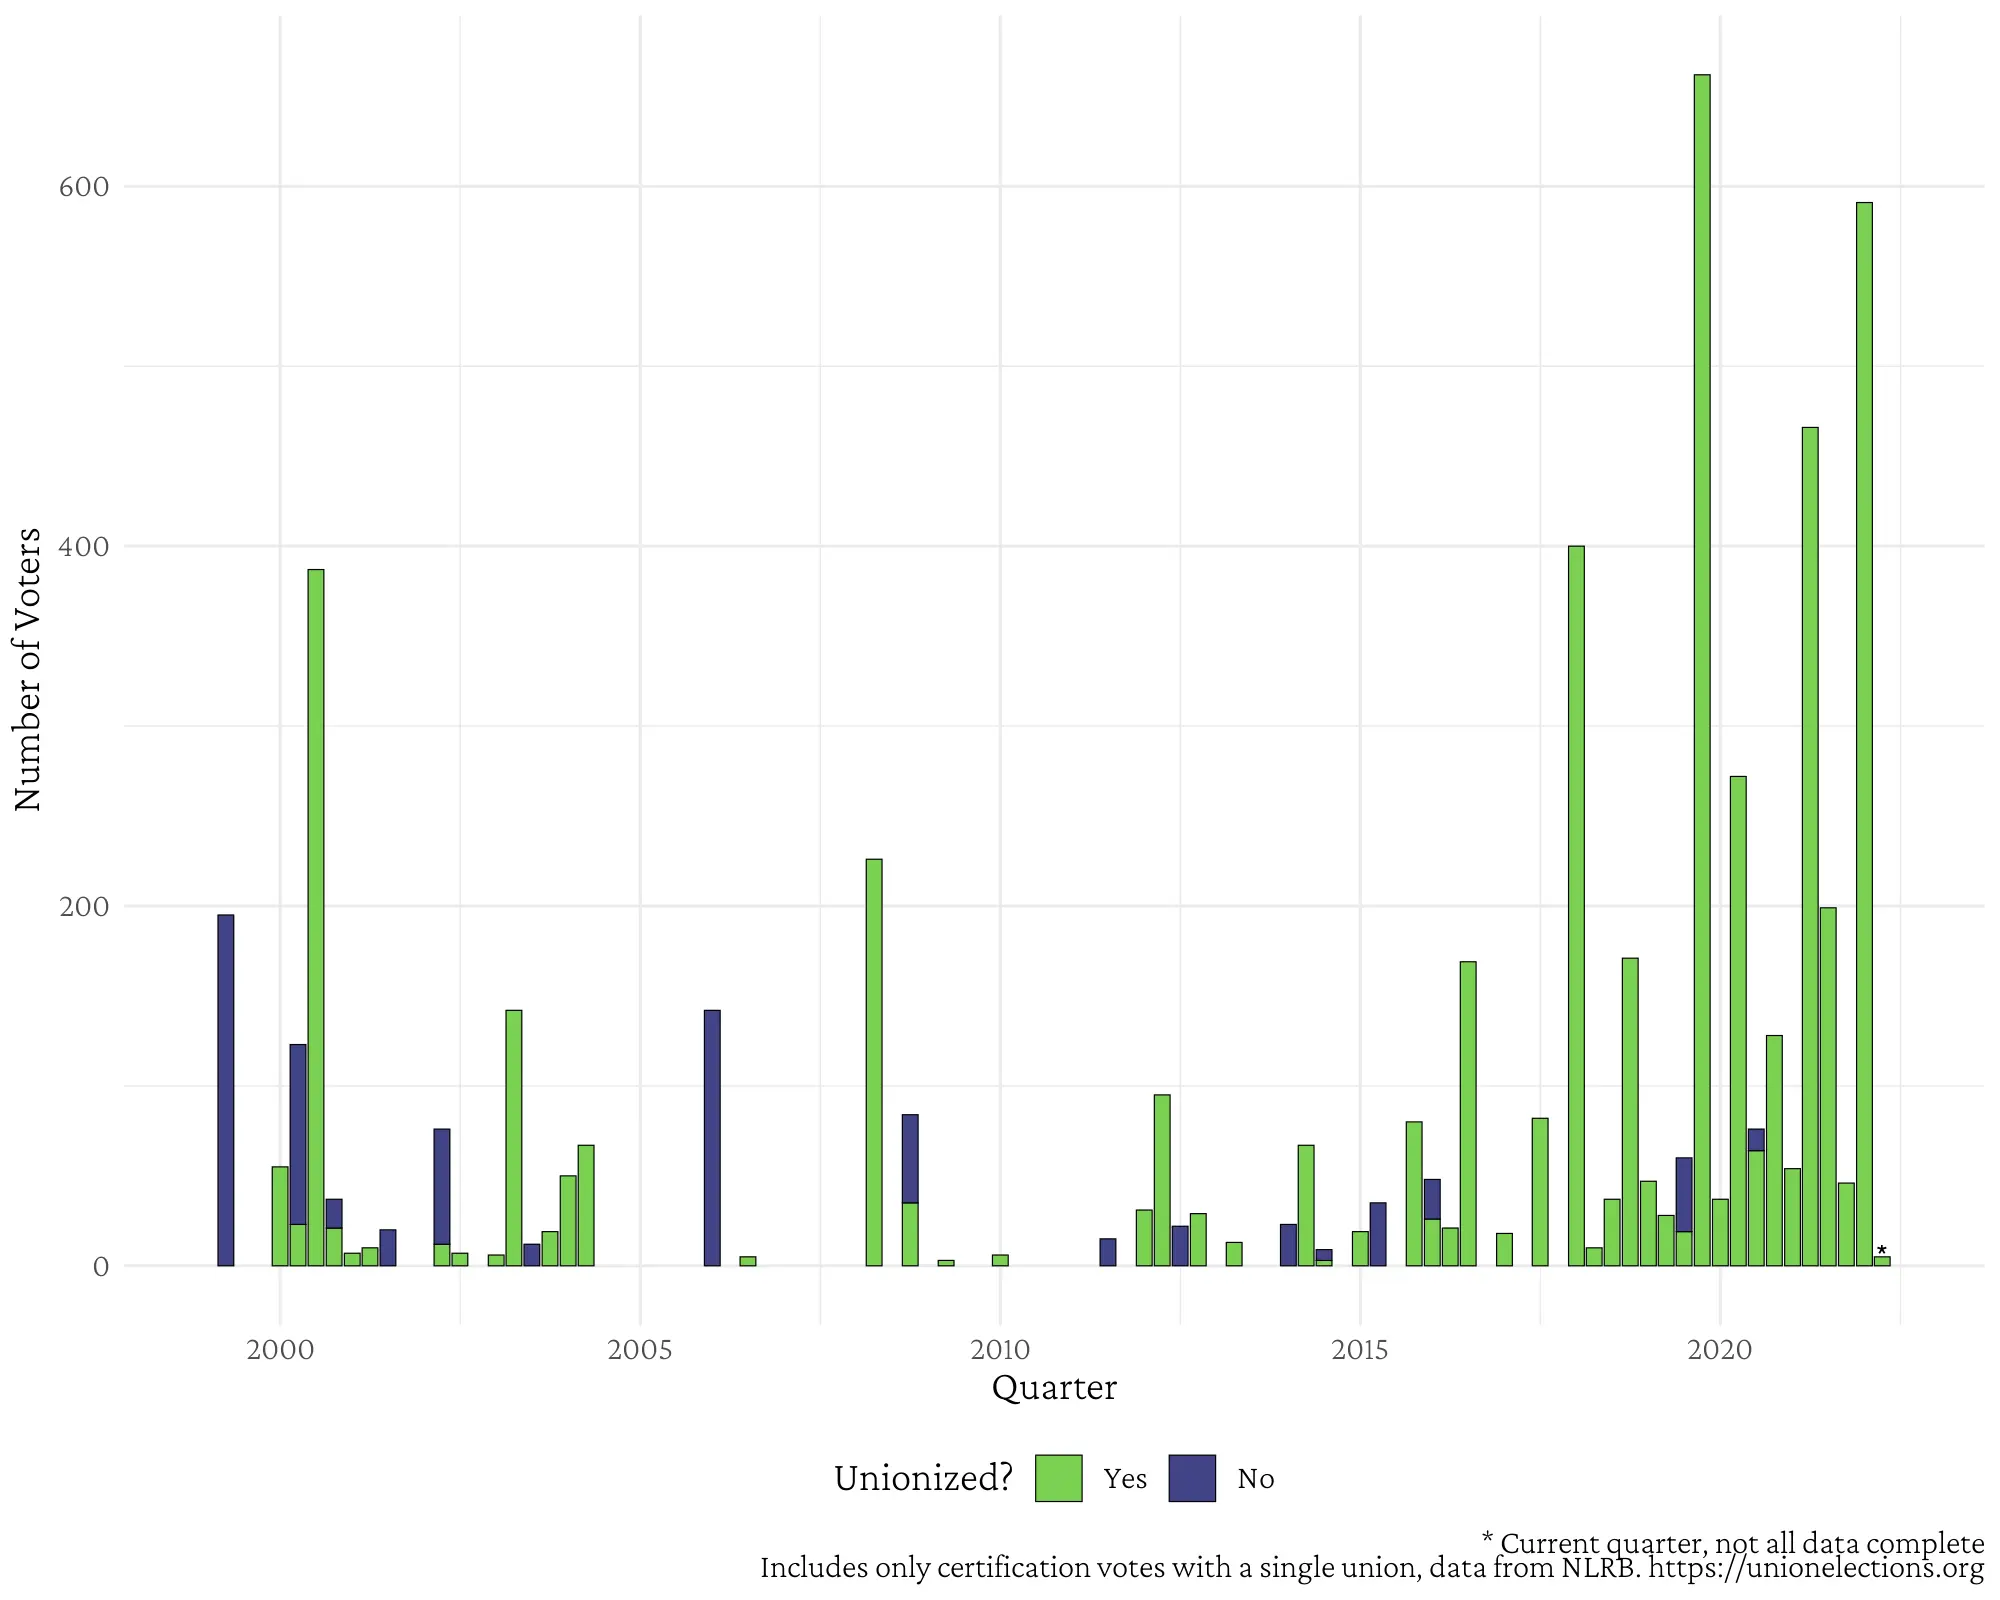 600
400
200
0
Number of Voters
*
2000 2005 2010 2015 2020
Quarter
Unionized? Yes No
* Current quarter, not all data complete
Includes only certification votes with a single union, data from NLRB. https://unionelections.org